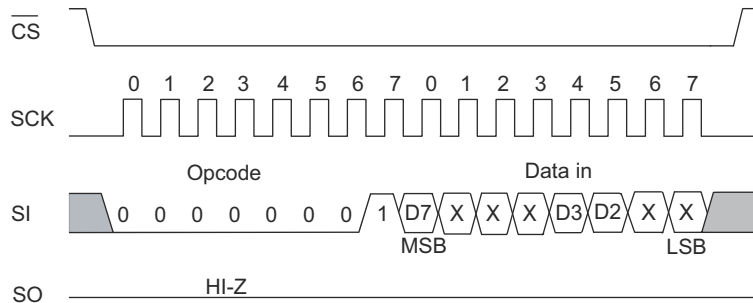 CS
0 1 2 3 4 5 6 7 0 1 2 3 4 5 6 7
SCK
Opcode Data in
SI 0 0 0 0 0 0 0 1 D7 X X X D3 D2 X X
MSB LSB
HI-Z
SO